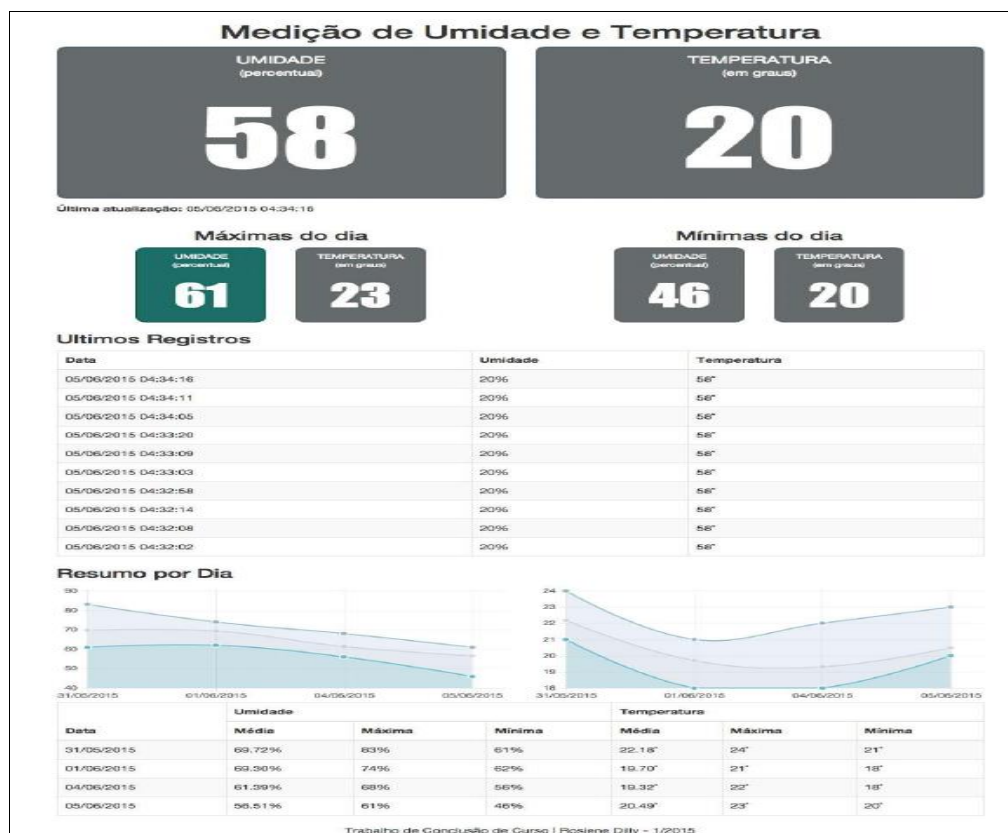 Medição de Umidade e Temperatura
UMIDADE
(percentual)
58
TEMPERATURA
(em graus)
20
Última atualização: 05/06/2015 04:34:16
Máximas do dia
UMIDADE
(percentual)
61
TEMPERATURA
(em graus)
23
Mínimas do dia
UMIDADE
(percentual)
46
TEMPERATURA
(em graus)
20
Ultimos Registros
Data Umidade Temperatura
05/06/2015 04:34:16 20% 58°
05/06/2015 04:34:11 20% 58°
05/06/2015 04:34:05 20% 58°
05/06/2015 04:33:20 20% 58°
05/06/2015 04:33:09 20% 58°
05/06/2015 04:33:03 20% 58°
05/06/2015 04:32:58 20% 58°
05/06/2015 04:32:14 20% 58°
05/06/2015 04:32:08 20% 58°
05/06/2015 04:32:02 20% 58°
Resumo por Dia
90
80
70
60
50
40
31/05/2015 01/06/2015 04/06/2015 05/06/2015
24
23
22
21
20
19
18
31/05/2015 01/06/2015 04/06/2015 05/06/2015
Umidade Temperatura
Data Média Máxima Mínima Média Máxima Mínima
31/05/2015 69.72% 83% 61% 22.18° 24° 21°
01/06/2015 69.30% 74% 62% 19.70° 21° 18°
04/06/2015 61.39% 68% 56% 19.32° 22° 18°
05/06/2015 56.51% 61% 46% 20.49° 23° 20°
Trabalho de Conclusão de Curso | Rosiene Dilly - 1/2015